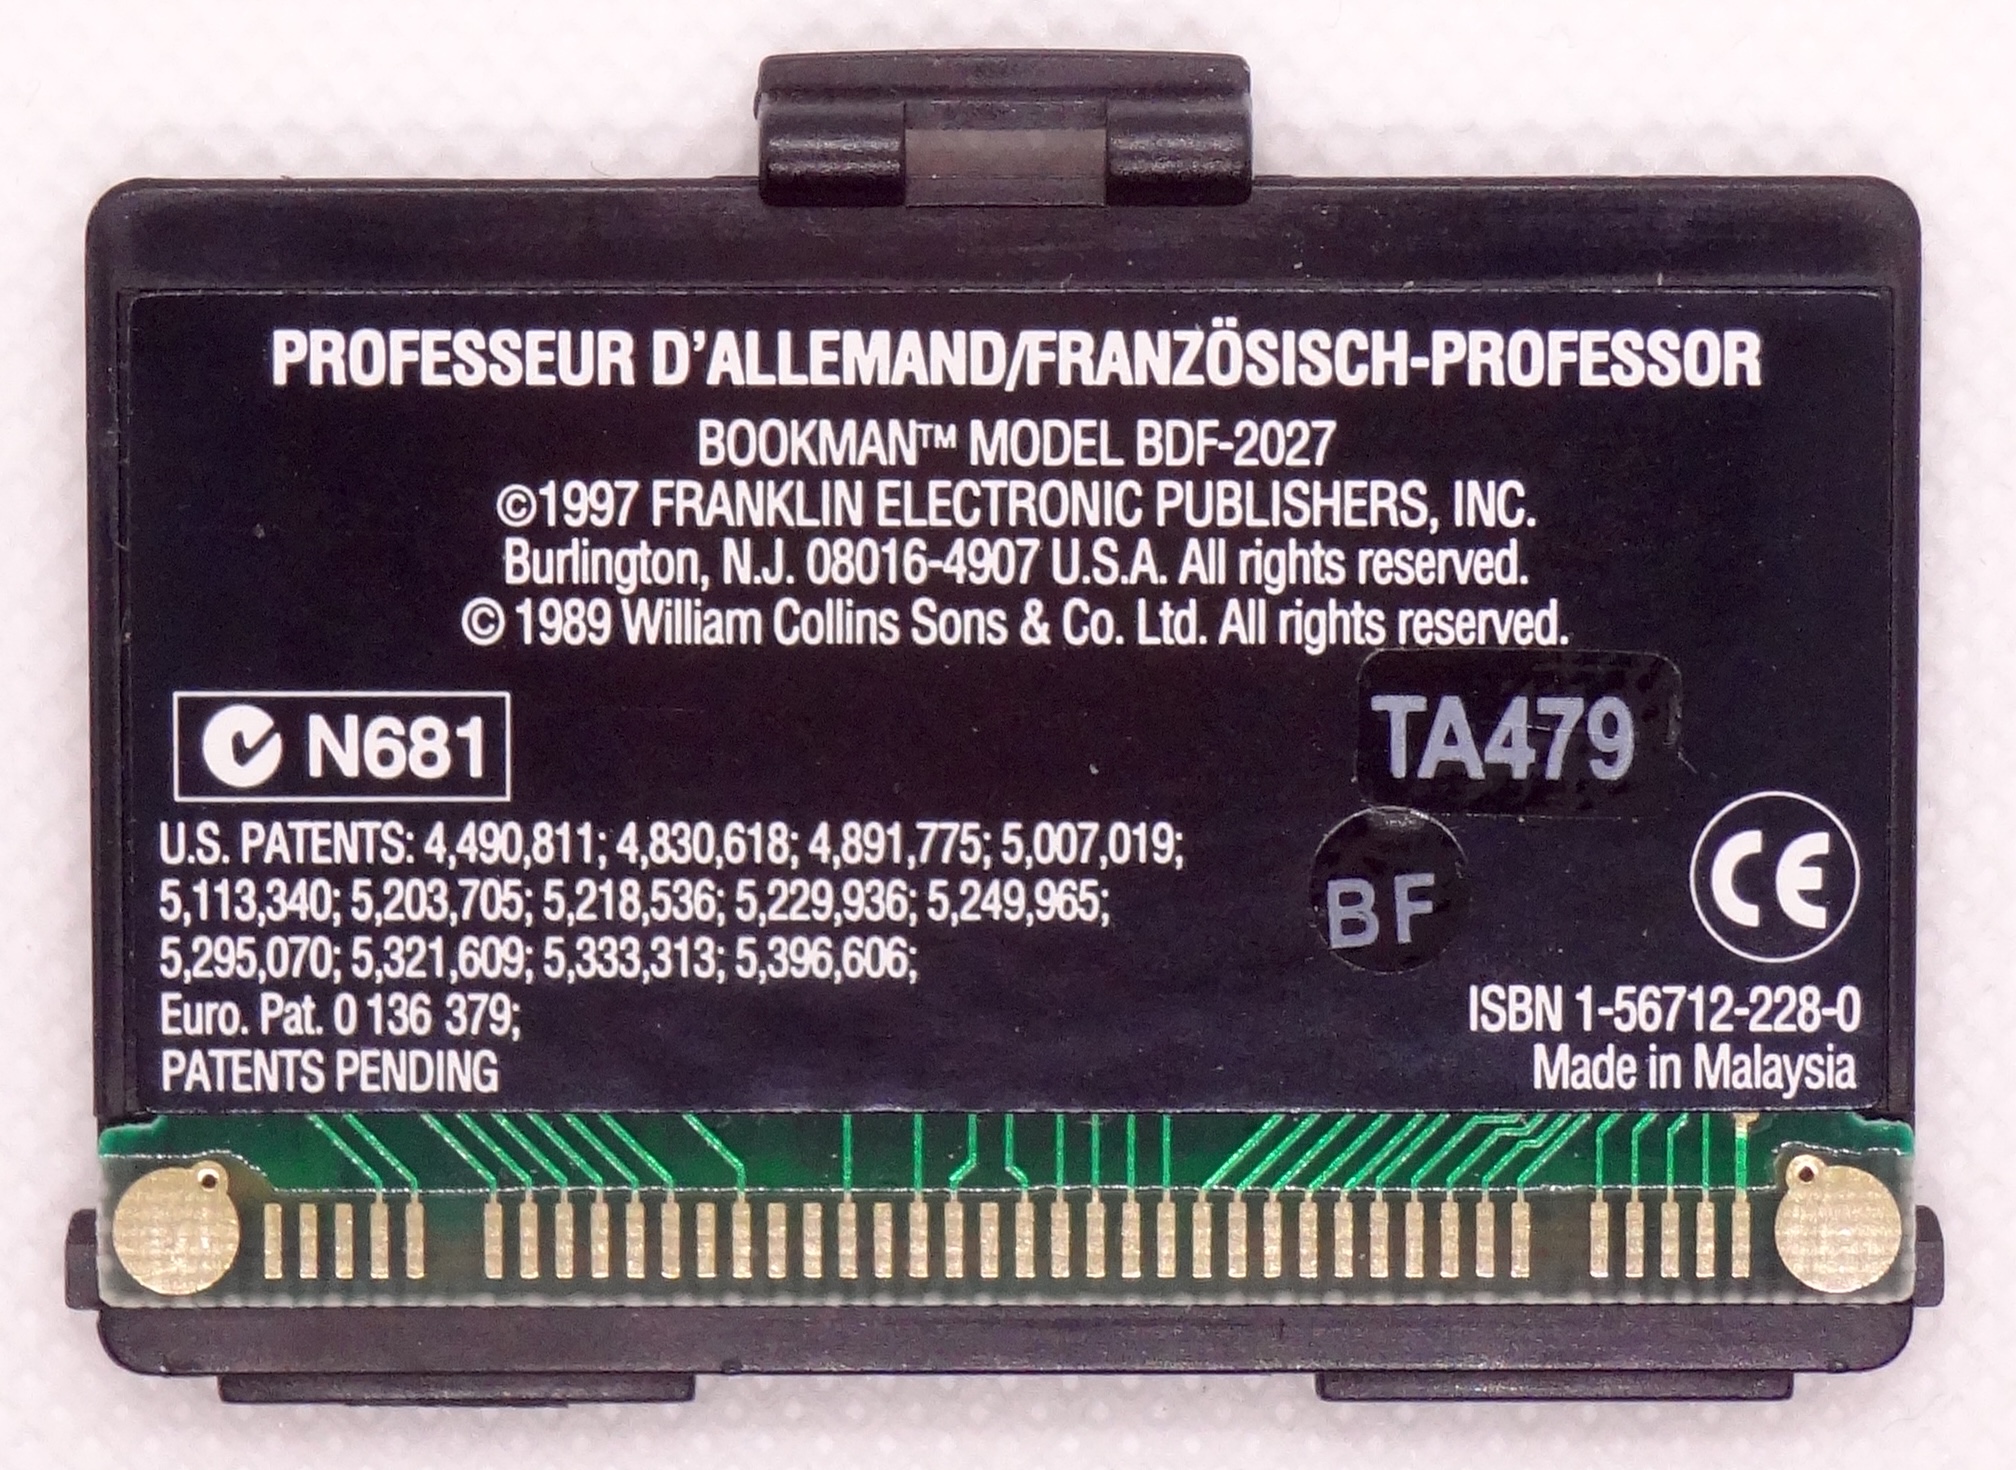 PROFESSEUR D'ALLEMAND/FRANZÖSISCH-PROFESSOR
BOOKMAN™ MODEL BDF-2027
©1997 FRANKLIN ELECTRONIC PUBLISHERS, INC.
Burlington, N.J. 08016-4907 U.S.A. All rights reserved.
© 1989 William Collins Sons & Co. Ltd. All rights reserved.
N681
TA479
U.S. PATENTS: 4,490,811; 4,830,618; 4,891,775; 5,007,019;
5,113,340; 5,203,705; 5,218,536; 5,229,936; 5,249,965;
5,295,070; 5,321,609; 5,333,313; 5,396,606;
Euro. Pat. 0 136 379;
PATENTS PENDING
BF
CE
ISBN 1-56712-228-0
Made in Malaysia